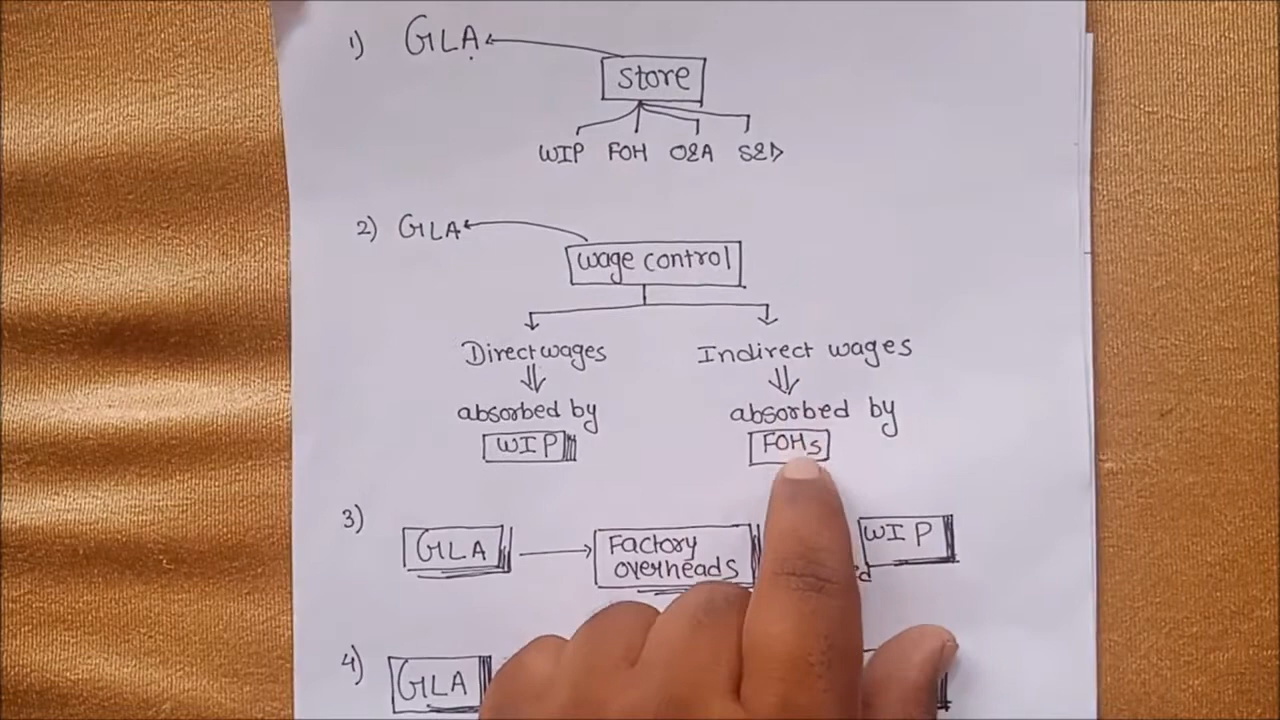 1) GLA
Store
WIP FOH O&A S&D
2) GLA
wage control
Direct wages Indirect wages
absorbed by absorbed by
WIP FOHs
3) GLA Factory overheads WIP
4) GLA